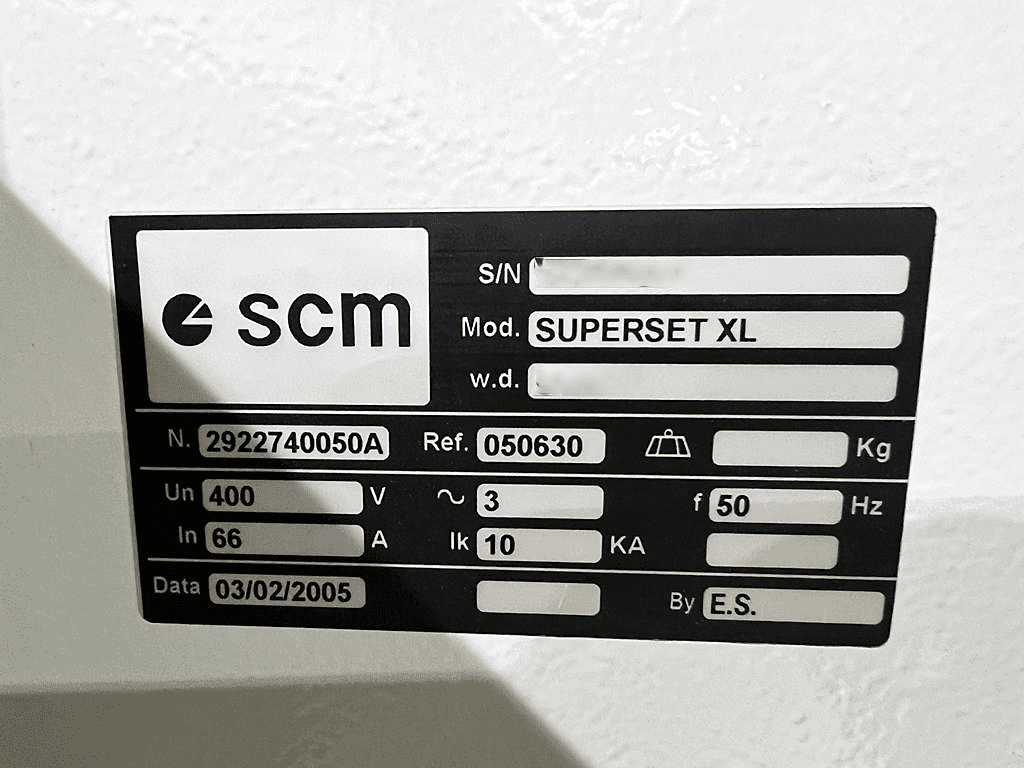 scm
S/N
Mod. SUPERSET XL
w.d.
N. 2922740050A Ref. 050630 Kg
Un 400 V ~ 3 f 50 Hz
In 66 A Ik 10 KA
Data 03/02/2005 By E.S.